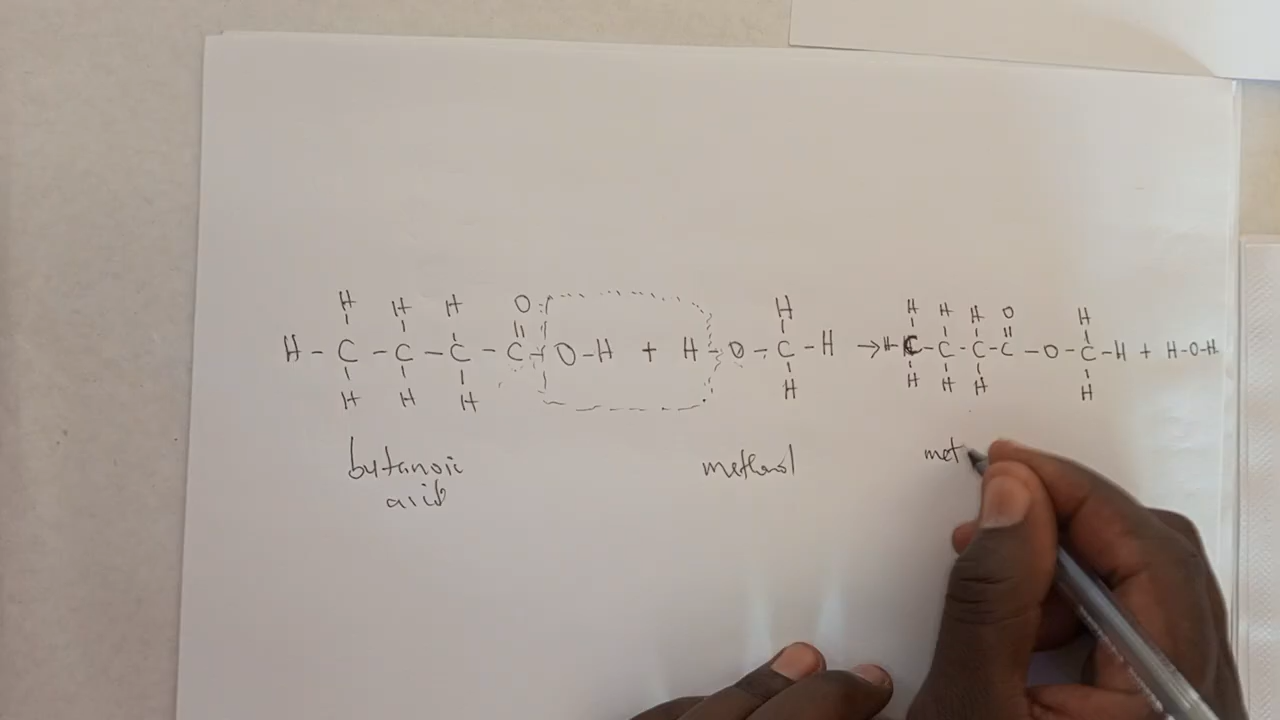 H H H O H H H H O H
H - C - C - C - C - O - H + H - O - C - H → H - C - C - C - C - O - C - H + H - O - H
H H H H H H H H
butanoic methanol met
acid